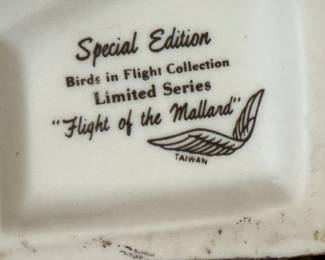 Special Edition
Birds in Flight Collection
Limited Series
"Flight of the Mallard"
TAIWAN